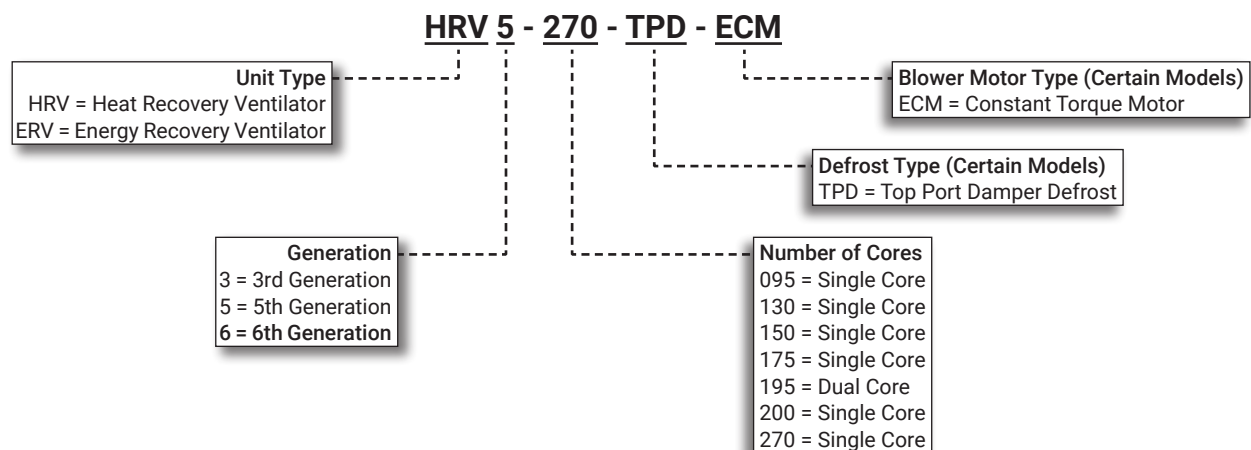 HRV 5 - 270 - TPD - ECM
Unit Type
HRV = Heat Recovery Ventilator
ERV = Energy Recovery Ventilator
Blower Motor Type (Certain Models)
ECM = Constant Torque Motor
Defrost Type (Certain Models)
TPD = Top Port Damper Defrost
Generation
3 = 3rd Generation
5 = 5th Generation
6 = 6th Generation
Number of Cores
095 = Single Core
130 = Single Core
150 = Single Core
175 = Single Core
195 = Dual Core
200 = Single Core
270 = Single Core